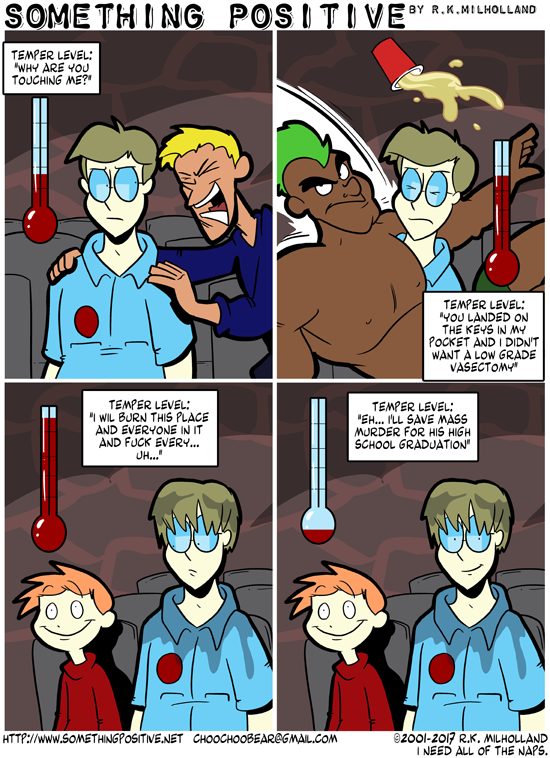 SOMETHING POSITIVE BY R.K.MILHOLLAND
TEMPER LEVEL:
"WHY ARE YOU
TOUCHING ME?"
TEMPER LEVEL:
"YOU LANDED ON
THE KEYS IN MY
POCKET AND I DIDN'T
WANT A LOW GRADE
VASECTOMY"
TEMPER LEVEL:
"I WIL BURN THIS PLACE
AND EVERYONE IN IT
AND FUCK EVERY...
UH..."
TEMPER LEVEL:
"EH... I'LL SAVE MASS
MURDER FOR HIS HIGH
SCHOOL GRADUATION"
HTTP://WWW.SOMETHINGPOSITIVE.NET CHOOCHOOBEAR@GMAIL.COM
©2001-2017 R.K. MILHOLLAND
I NEED ALL OF THE NAPS.